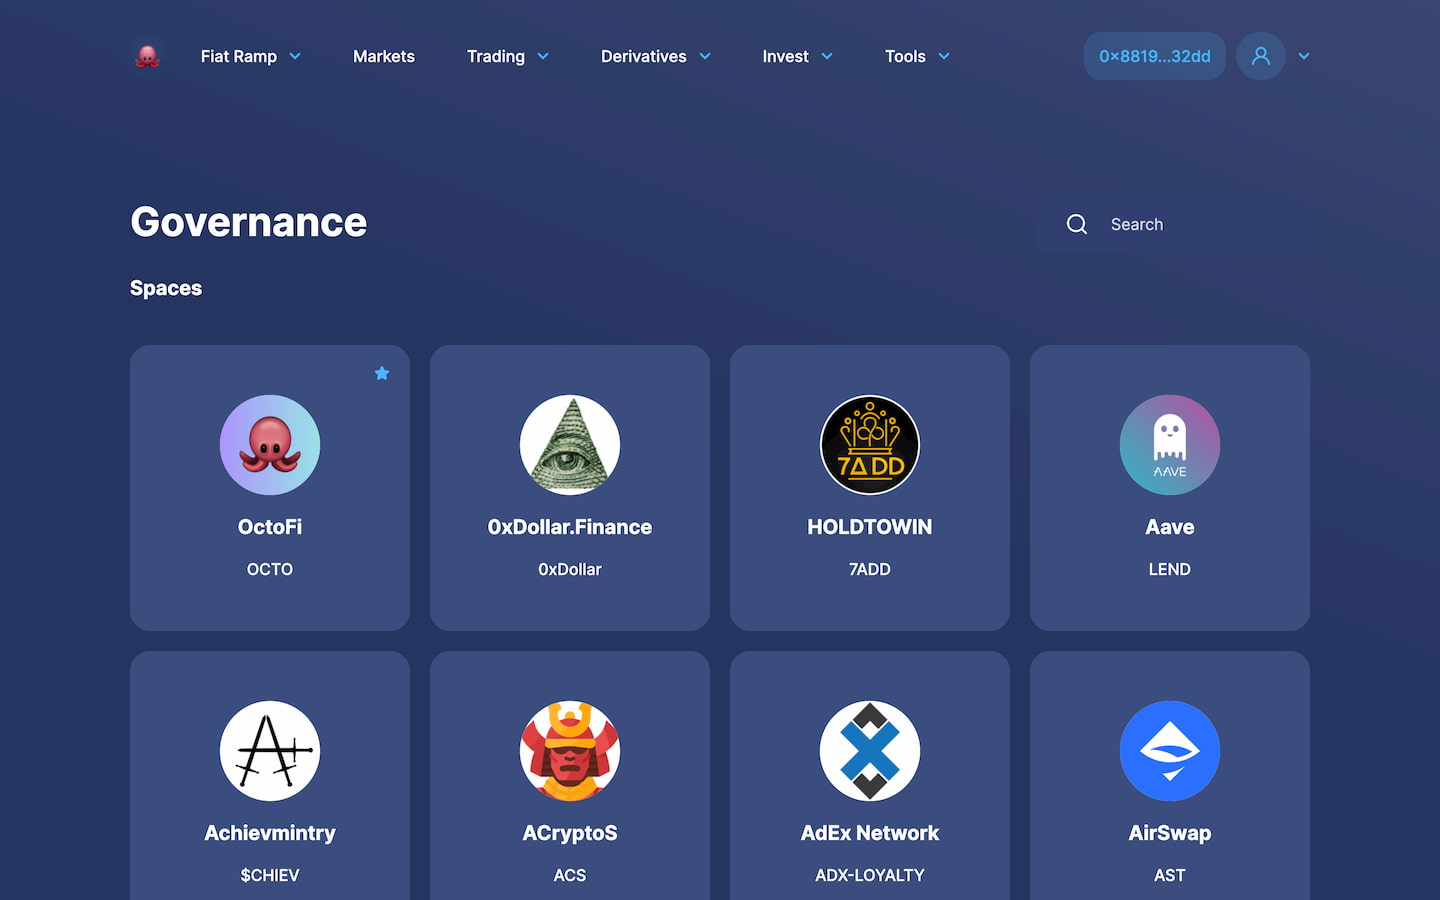 Fiat Ramp Markets Trading Derivatives Invest Tools 0×8819...32dd
Governance
Search
Spaces
OctoFi
OCTO
0xDollar.Finance
0xDollar
7ADD
HOLDTOWIN
7ADD
AAVE
Aave
LEND
Achievmintry
$CHIEV
ACryptoS
ACS
AdEx Network
ADX-LOYALTY
AirSwap
AST